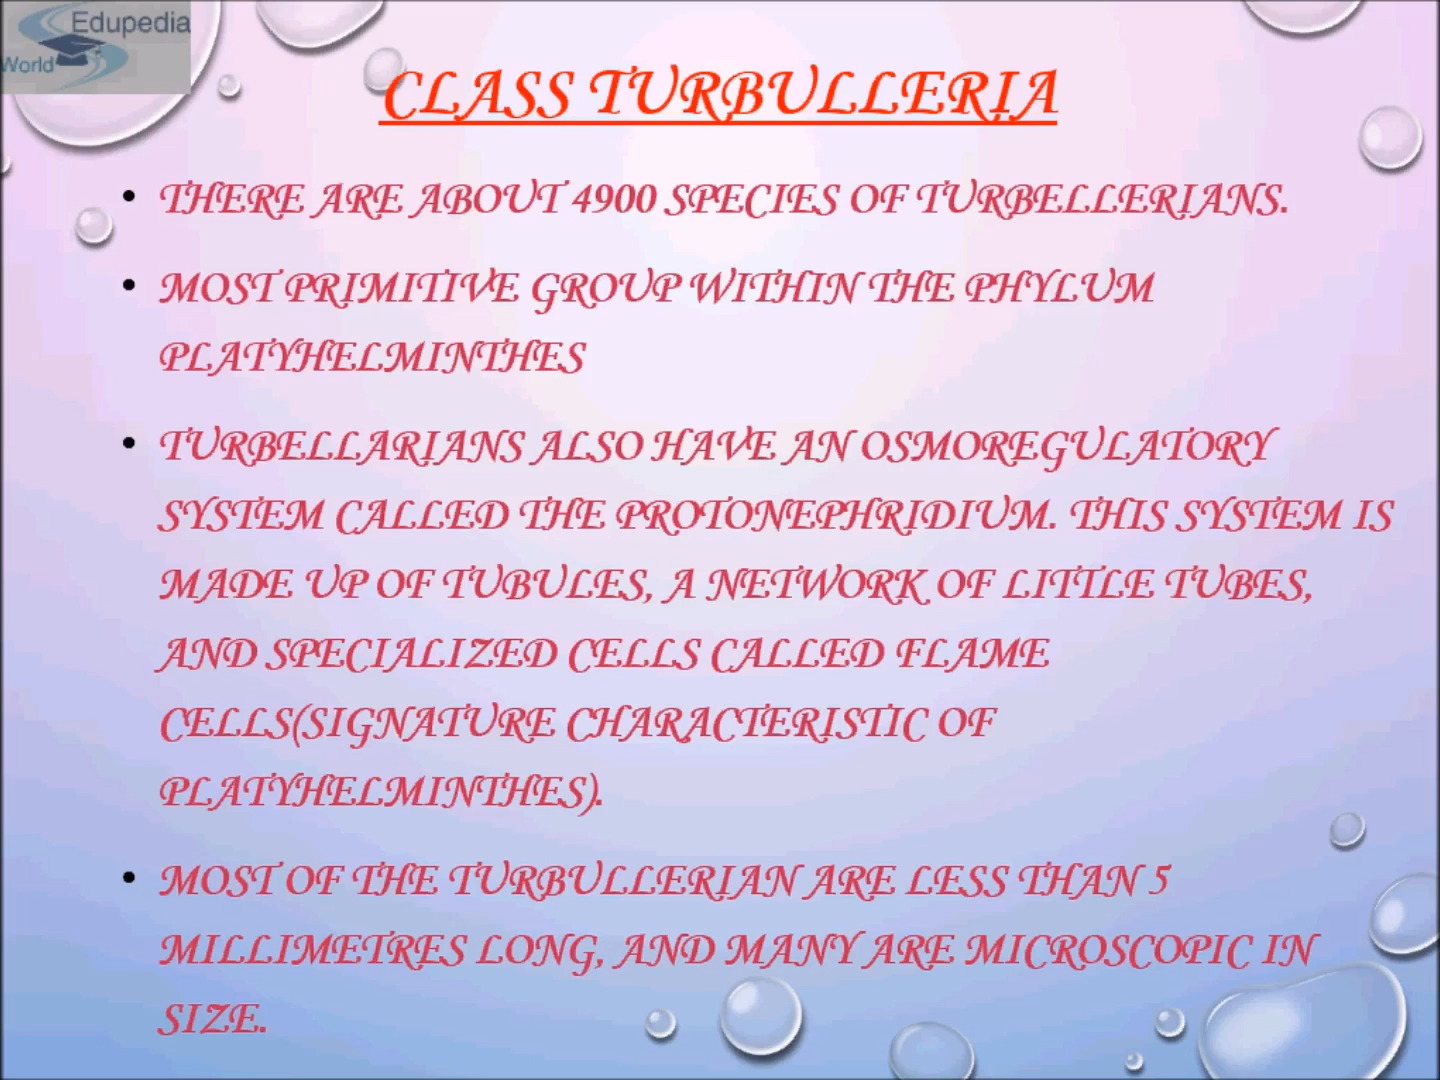 Edupedia
World
CLASS TURBULLERIA
• THERE ARE ABOUT 4900 SPECIES OF TURBELLERIANS.
• MOST PRIMITIVE GROUP WITHIN THE PHYLUM
PLATYHELMINTHES
• TURBELLARIANS ALSO HAVE AN OSMOREGULATORY
SYSTEM CALLED THE PROTONEPHRIDIUM. THIS SYSTEM IS
MADE UP OF TUBULES, A NETWORK OF LITTLE TUBES,
AND SPECIALIZED CELLS CALLED FLAME
CELLS(SIGNATURE CHARACTERISTIC OF
PLATYHELMINTHES).
• MOST OF THE TURBULLERIAN ARE LESS THAN 5
MILLIMETRES LONG, AND MANY ARE MICROSCOPIC IN
SIZE.